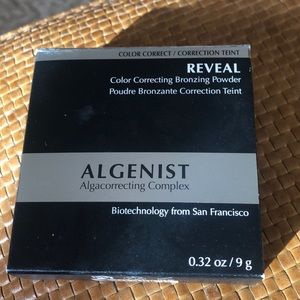 COLOR CORRECT / CORRECTION TEINT
REVEAL
Color Correcting Bronzing Powder
Poudre Bronzante Correction Teint
ALGENIST
Algacorrecting Complex
Biotechnology from San Francisco
0.32 oz / 9 g